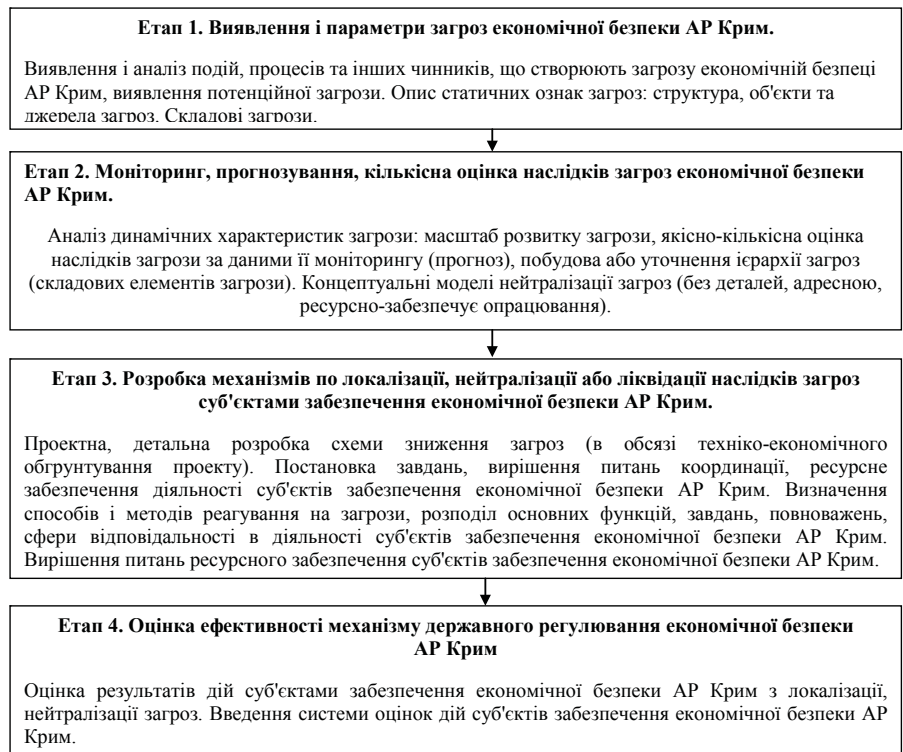 Етап 1. Виявлення і параметри загроз економічної безпеки АР Крим.
Виявлення і аналіз подій, процесів та інших чинників, що створюють загрозу економічній безпеці
АР Крим, виявлення потенційної загрози. Опис статичних ознак загроз: структура, об'єкти та
джерела загроз. Складові загрози.
Етап 2. Моніторинг, прогнозування, кількісна оцінка наслідків загроз економічної безпеки
АР Крим.
Аналіз динамічних характеристик загрози: масштаб розвитку загрози, якісно-кількісна оцінка
наслідків загрози за даними її моніторингу (прогноз), побудова або уточнення ієрархії загроз
(складових елементів загрози). Концептуальні моделі нейтралізації загроз (без деталей, адресною,
ресурсно-забезпечує опрацювання).
Етап 3. Розробка механізмів по локалізації, нейтралізації або ліквідації наслідків загроз
суб'єктами забезпечення економічної безпеки АР Крим.
Проектна, детальна розробка схеми зниження загроз (в обсязі техніко-економічного
обгрунтування проекту). Постановка завдань, вирішення питань координації, ресурсне
забезпечення діяльності суб'єктів забезпечення економічної безпеки АР Крим. Визначення
способів і методів реагування на загрози, розподіл основних функцій, завдань, повноважень,
сфери відповідальності в діяльності суб'єктів забезпечення економічної безпеки АР Крим.
Вирішення питань ресурсного забезпечення суб'єктів забезпечення економічної безпеки АР Крим.
Етап 4. Оцінка ефективності механізму державного регулювання економічної безпеки
АР Крим
Оцінка результатів дій суб'єктами забезпечення економічної безпеки АР Крим з локалізації,
нейтралізації загроз. Введення системи оцінок дій суб'єктів забезпечення економічної безпеки АР
Крим.